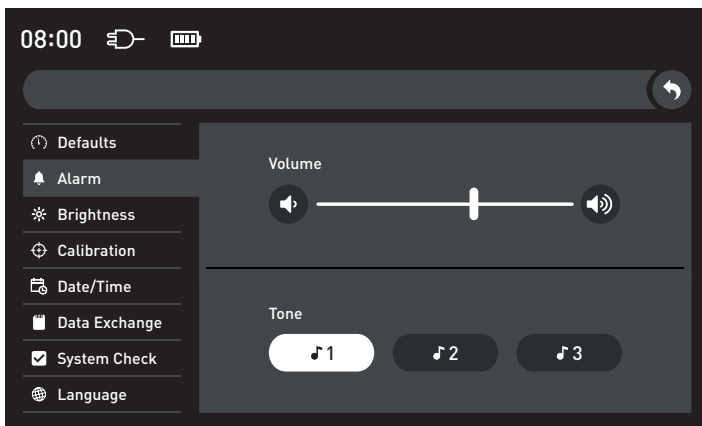 08:00
Defaults
Alarm
Brightness
Calibration
Date/Time
Data Exchange
System Check
Language
Volume
Tone
1
2
3